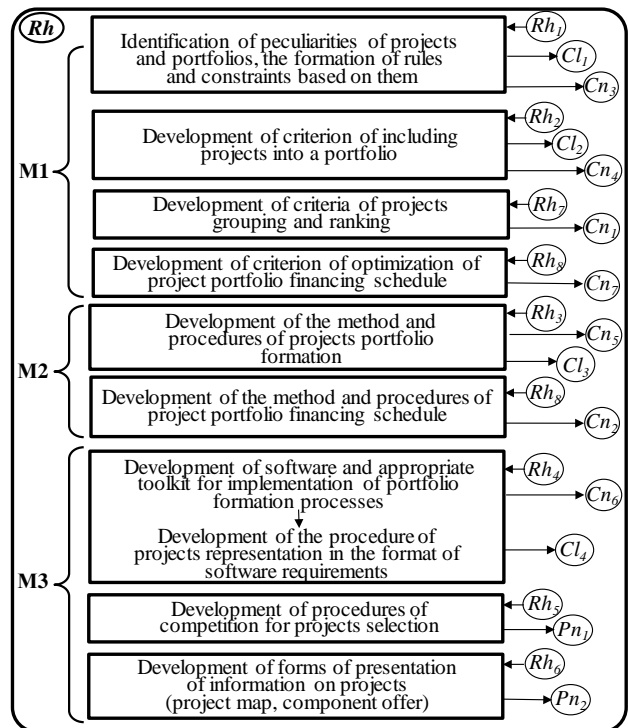 Rh
Identification of peculiarities of projects
and portfolios, the formation of rules
and constraints based on them
Rh1
Cl1
Cn3
M1
Development of criterion of including
projects into a portfolio
Rh2
Cl2
Cn4
Development of criteria of projects
grouping and ranking
Rh7
Cn1
Development of criterion of optimization of
project portfolio financing schedule
Rh8
Cn7
M2
Development of the method and
procedures of projects portfolio
formation
Rh3
Cn5
Cl3
Development of the method and procedures of
project portfolio financing schedule
Rh8
Cn2
M3
Development of software and appropriate
toolkit for implementation of portfolio
formation processes
Rh4
Cn6
Development of the procedure of
projects representation in the format of
software requirements
Cl4
Development of procedures of
competition for projects selection
Rh5
Pn1
Development of forms of presentation
of information on projects
(project map, component offer)
Rh6
Pn2